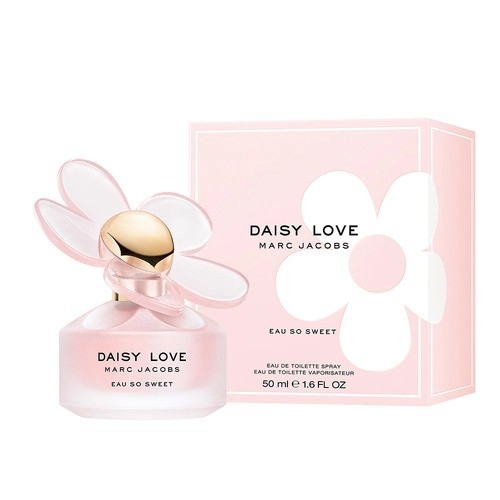 DAISY LOVE
MARC JACOBS
EAU SO SWEET
DAISY LOVE
MARC JACOBS
EAU SO SWEET
EAU DE TOILETTE SPRAY
EAU DE TOILETTE VAPORISATEUR
50 ml ℮ 1.6 FL OZ